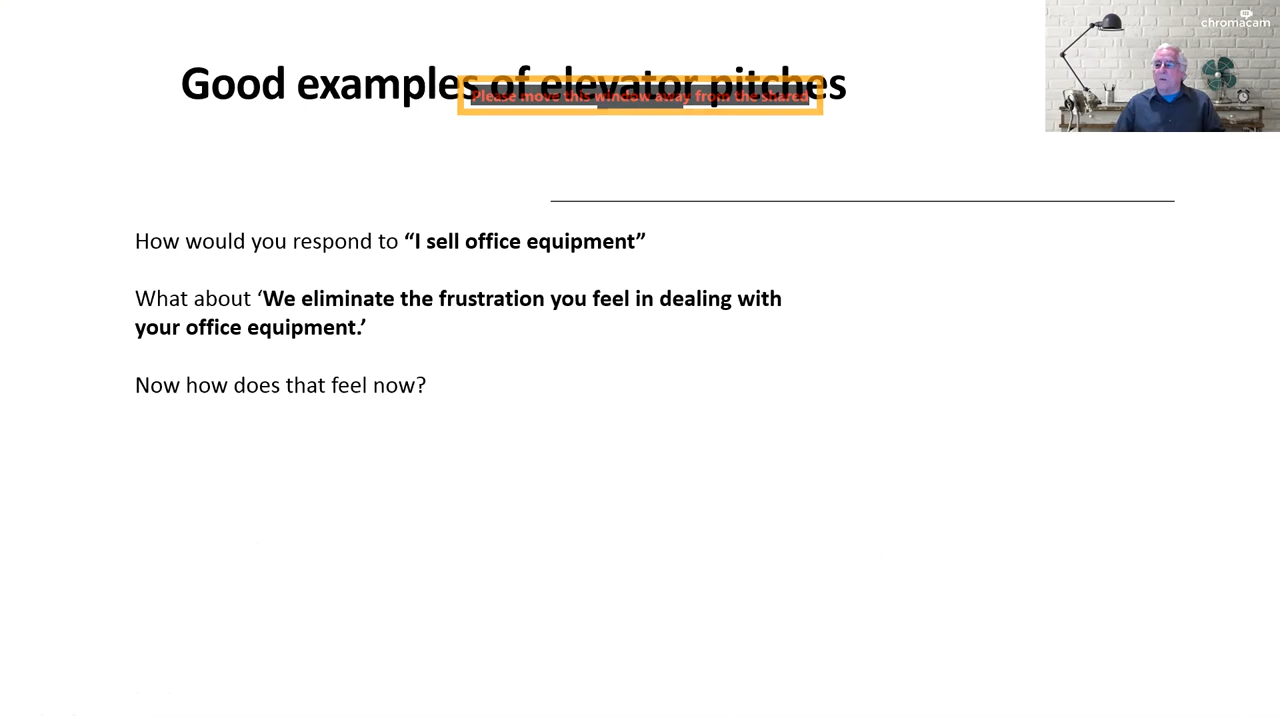 Good examples of elevator pitches
Please move this window away from the shared
chromacam
How would you respond to “I sell office equipment”
What about ‘We eliminate the frustration you feel in dealing with
your office equipment.’
Now how does that feel now?